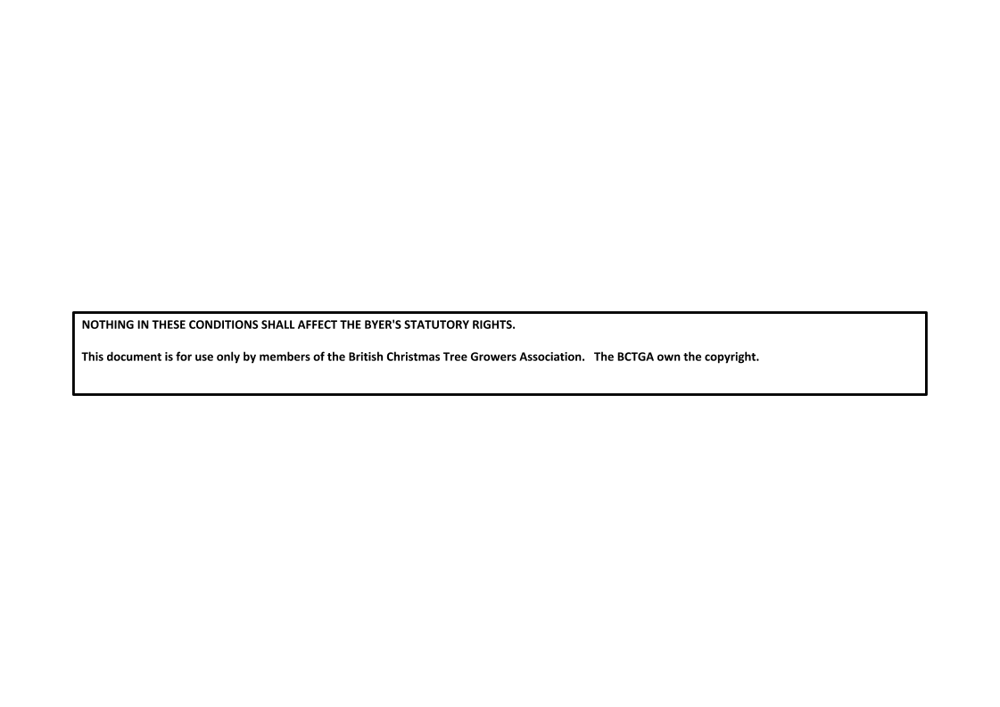 NOTHING IN THESE CONDITIONS SHALL AFFECT THE BYER'S STATUTORY RIGHTS.
This document is for use only by members of the British Christmas Tree Growers Association.   The BCTGA own the copyright.